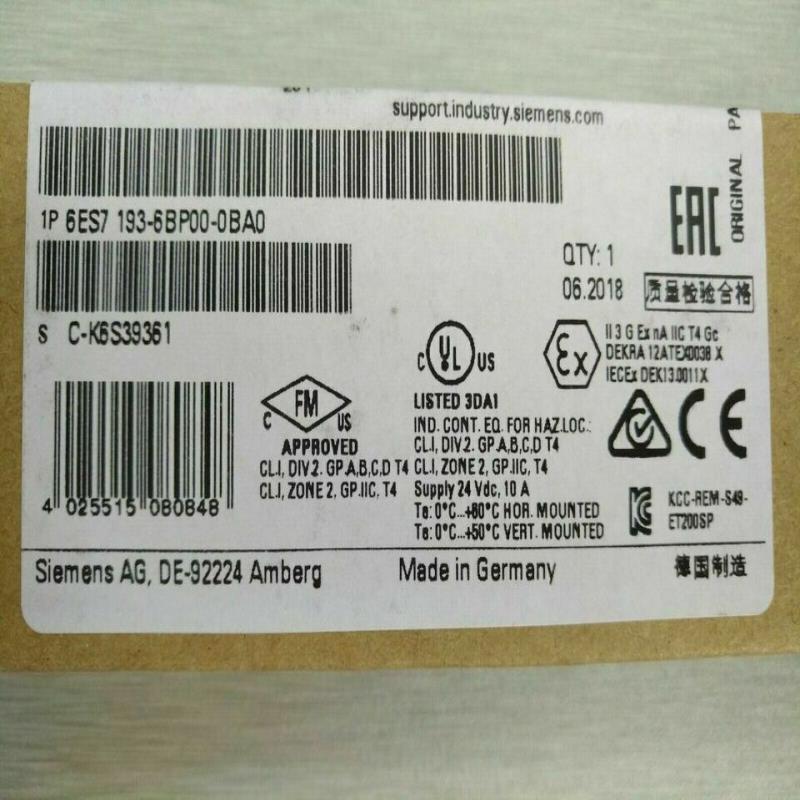 support.industry.siemens.com
ORIGINAL PA
1P 6ES7 193-6BP00-0BA0
EAC
QTY: 1
06.2018
质量检验合格
S C-K6S39361
C UL US
LISTED 3DA1
IND. CONT. EQ. FOR HAZ.LOC.:
CL.I, DIV.2. GP.A,B,C,D T4
CL.I, ZONE 2, GP.IIC, T4
Supply 24 Vdc, 10 A
Ta: 0°C...+60°C HOR. MOUNTED
Ta: 0°C...+50°C VERT. MOUNTED
Ex
II 3 G Ex nA IIC T4 Gc
DEKRA 12ATEX0038 X
IECEx DEK13.0011X
C FM US
APPROVED
CL.I, DIV.2. GP.A,B,C,D T4
CL.I, ZONE 2, GP.IIC, T4
CE
KCC-REM-S49-
ET200SP
4 025515 080848
Siemens AG, DE-92224 Amberg
Made in Germany
德国制造